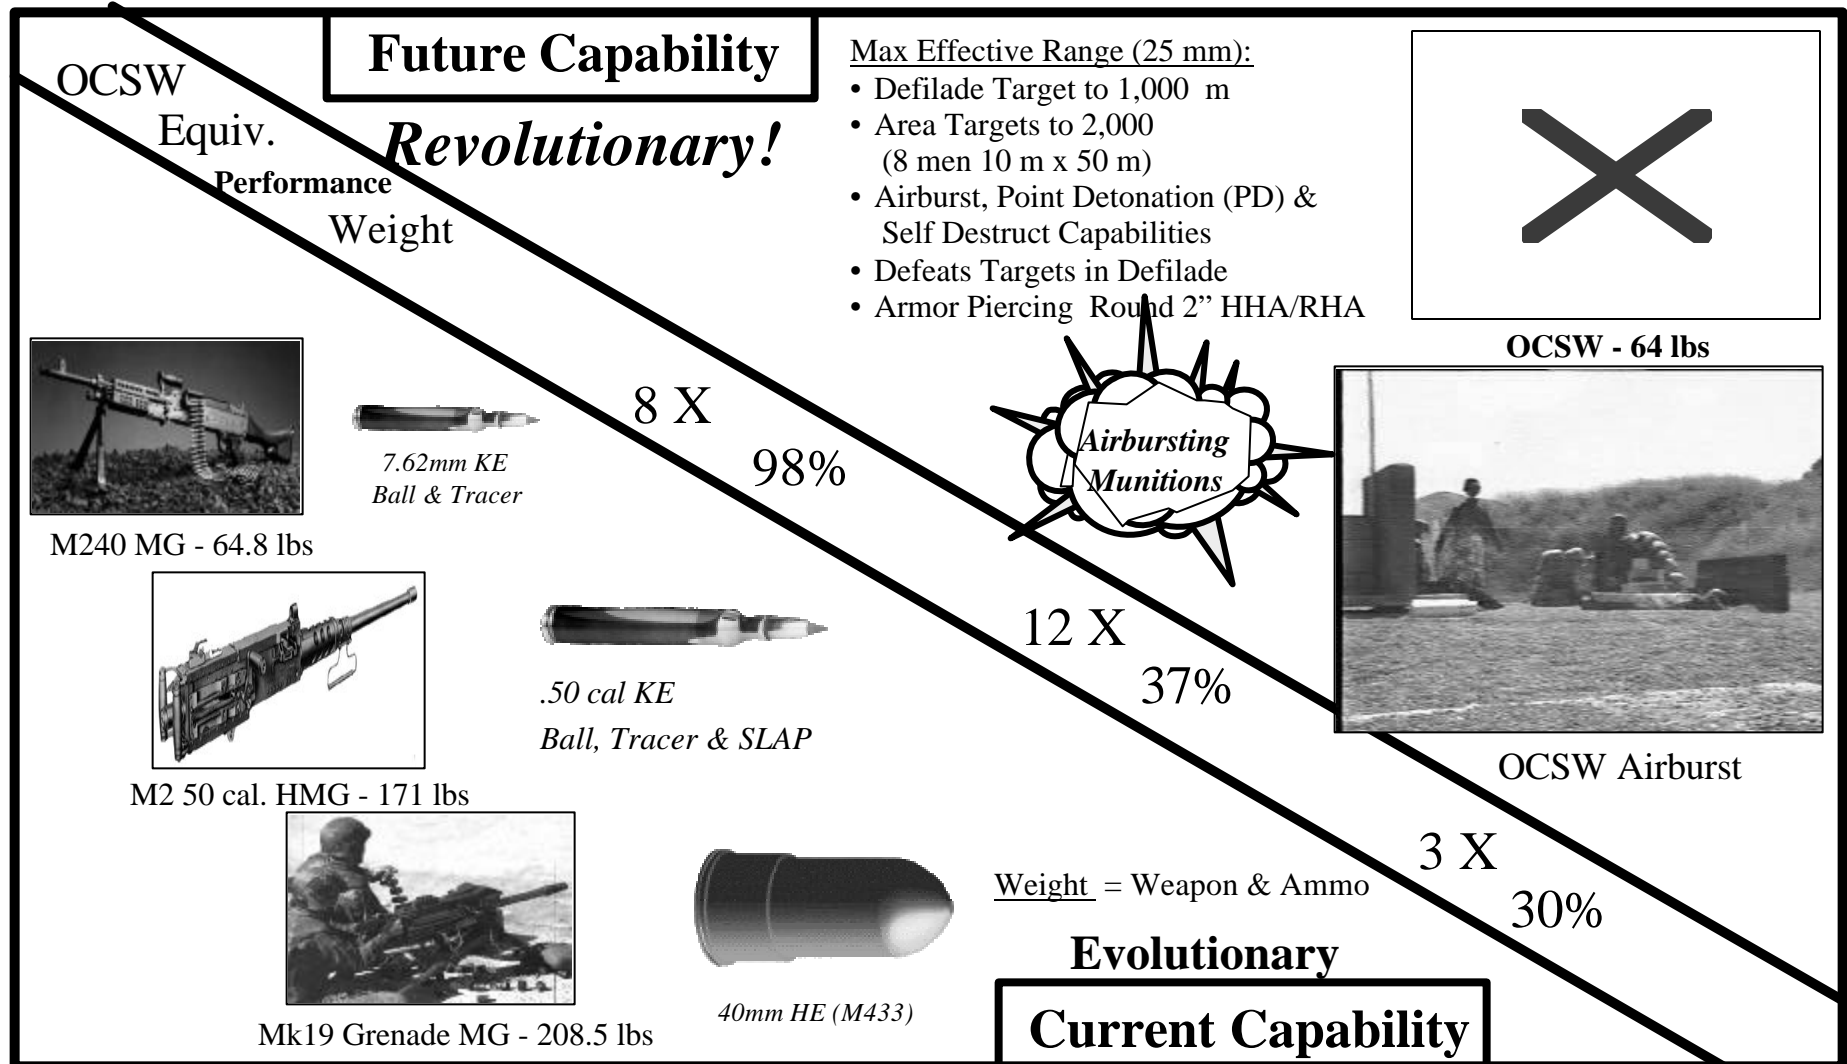 Future Capability
Revolutionary!
OCSW
Equiv.
Performance
Weight
Max Effective Range (25 mm):
• Defilade Target to 1,000 m
• Area Targets to 2,000
(8 men 10 m x 50 m)
• Airburst, Point Detonation (PD) &
Self Destruct Capabilities
• Defeats Targets in Defilade
• Armor Piercing Round 2” HHA/RHA
OCSW - 64 lbs
8 X
98%
7.62mm KE
Ball & Tracer
M240 MG - 64.8 lbs
Airbursting
Munitions
12 X
37%
.50 cal KE
Ball, Tracer & SLAP
M2 50 cal. HMG - 171 lbs
OCSW Airburst
3 X
30%
Weight = Weapon & Ammo
Evolutionary
40mm HE (M433)
Mk19 Grenade MG - 208.5 lbs
Current Capability